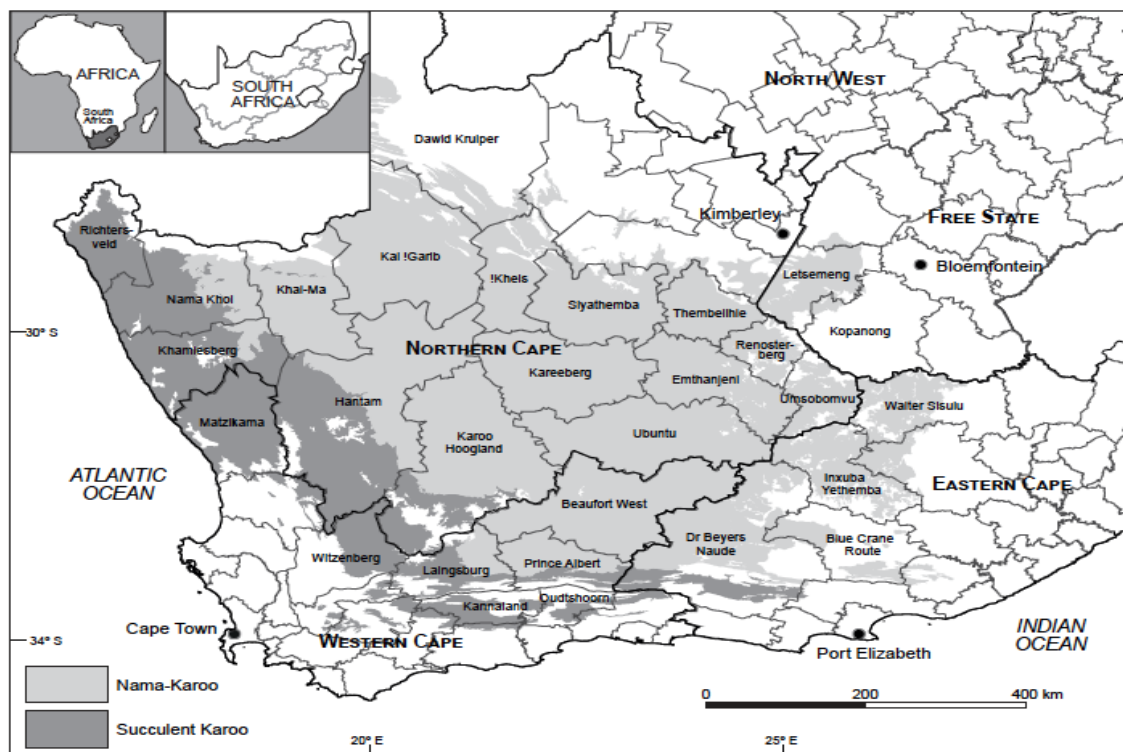 AFRICA
South
Africa
SOUTH
AFRICA
NORTH WEST
Dawid Kruiper
Kimberley
FREE STATE
Richters-
veld
Kai !Garib
!Kheis
Letsemeng
Bloemfontein
Nama Khoi
Khai-Ma
Siyathemba
Thembelihle
30° S
Kopanong
Khamiesberg
NORTHERN CAPE
Renoster-
berg
Kareeberg
Emthanjeni
Hantam
Umsobomvu
Walter Sisulu
Matzikama
Karoo
Hoogland
Ubuntu
ATLANTIC
OCEAN
Inxuba
Yethemba
EASTERN CAPE
Beaufort West
Witzenberg
Dr Beyers
Naude
Blue Crane
Route
Laingsburg
Prince Albert
Kannaland
Oudtshoorn
INDIAN
OCEAN
34° S
Cape Town
WESTERN CAPE
Port Elizabeth
Nama-Karoo
0
200
400 km
Succulent Karoo
20° E
25° E